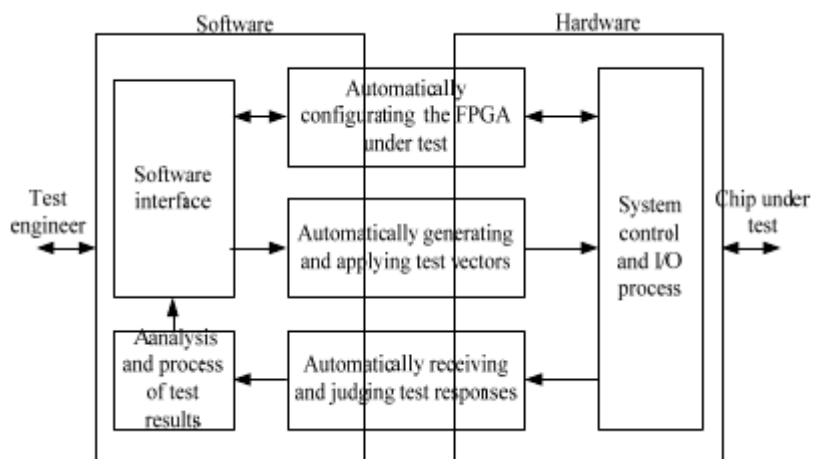 Software
Hardware
Automatically
configurating the FPGA
under test
Software
interface
Test
engineer
Automatically generating
and applying test vectors
System
control
and I/O
process
Chip under
test
Aanalysis
and process
of test
results
Automatically receiving
and judging test responses